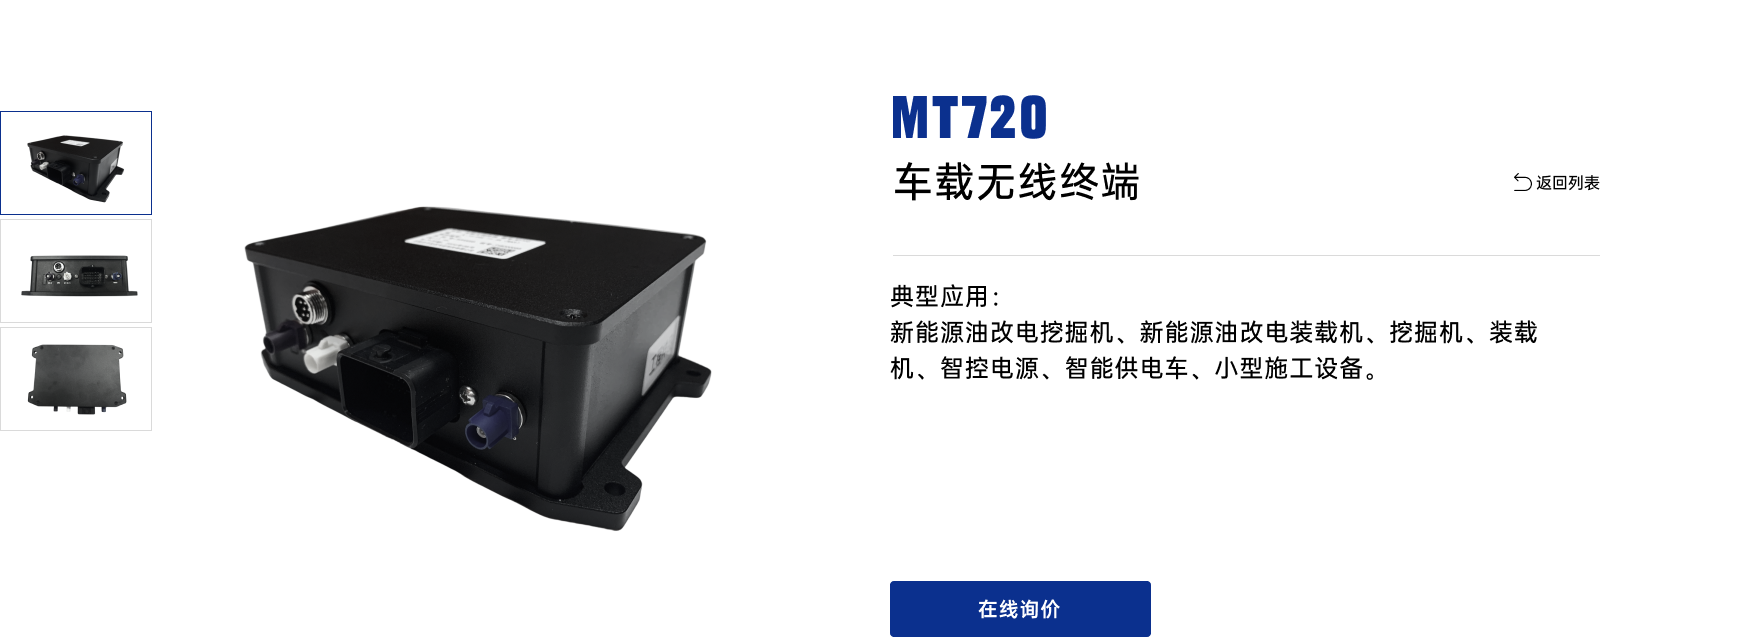 MT720
车载无线终端
返回列表
典型应用：
新能源油改电挖掘机、新能源油改电装载机、挖掘机、装载
机、智控电源、智能供电车、小型施工设备。
在线询价